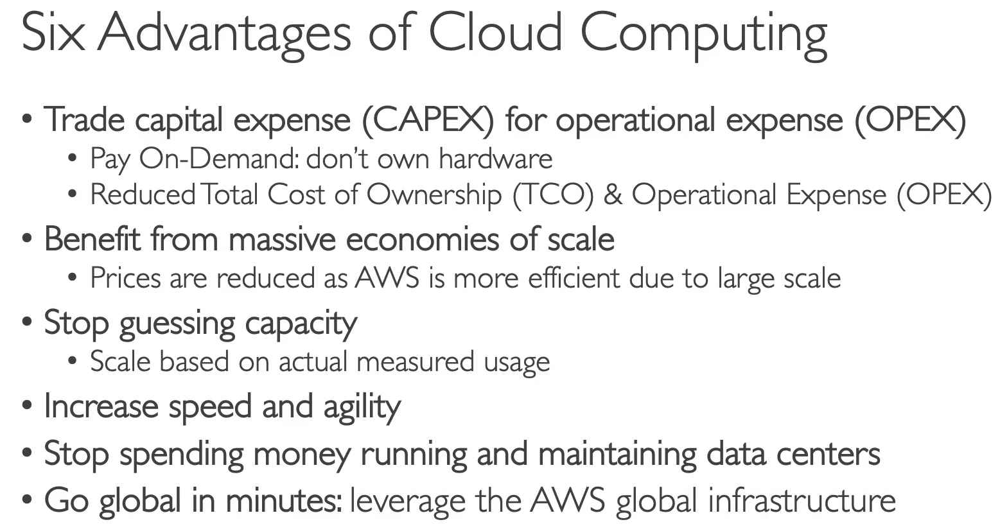 Six Advantages of Cloud Computing
• Trade capital expense (CAPEX) for operational expense (OPEX)
• Pay On-Demand: don’t own hardware
• Reduced Total Cost of Ownership (TCO) & Operational Expense (OPEX)
• Benefit from massive economies of scale
• Prices are reduced as AWS is more efficient due to large scale
• Stop guessing capacity
• Scale based on actual measured usage
• Increase speed and agility
• Stop spending money running and maintaining data centers
• Go global in minutes: leverage the AWS global infrastructure